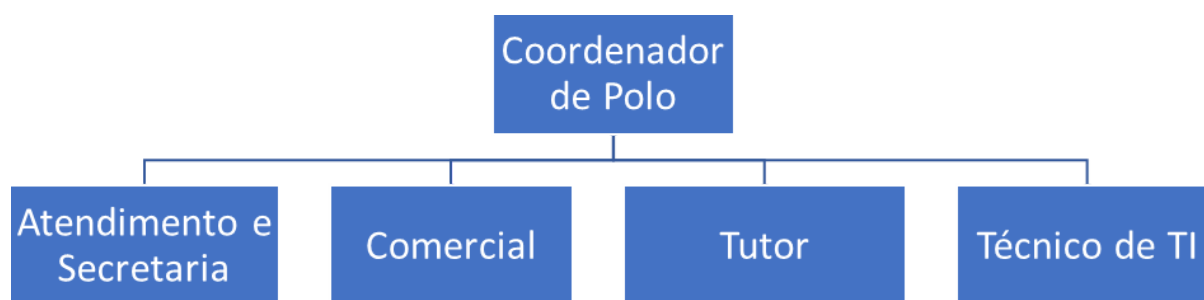 Coordenador
de Polo
Atendimento e
Secretaria
Comercial
Tutor
Técnico de TI